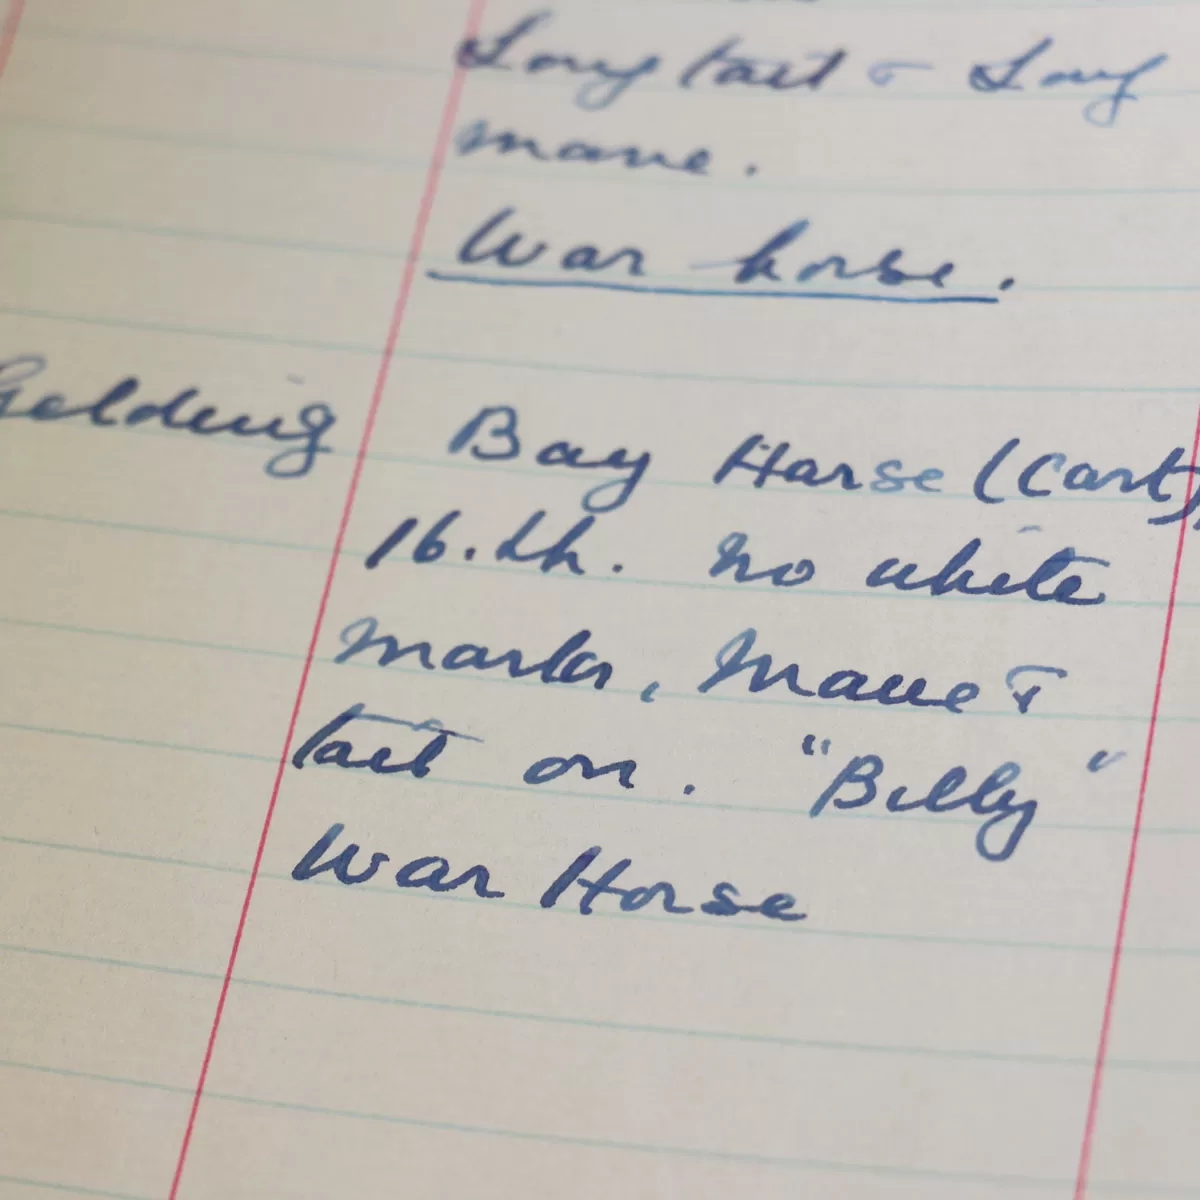 Long tail & Long
mane.
War horse.
Gelding Bay Horse (Cart),
16.2h. no white
marks, Mane &
tail on. "Billy"
War Horse